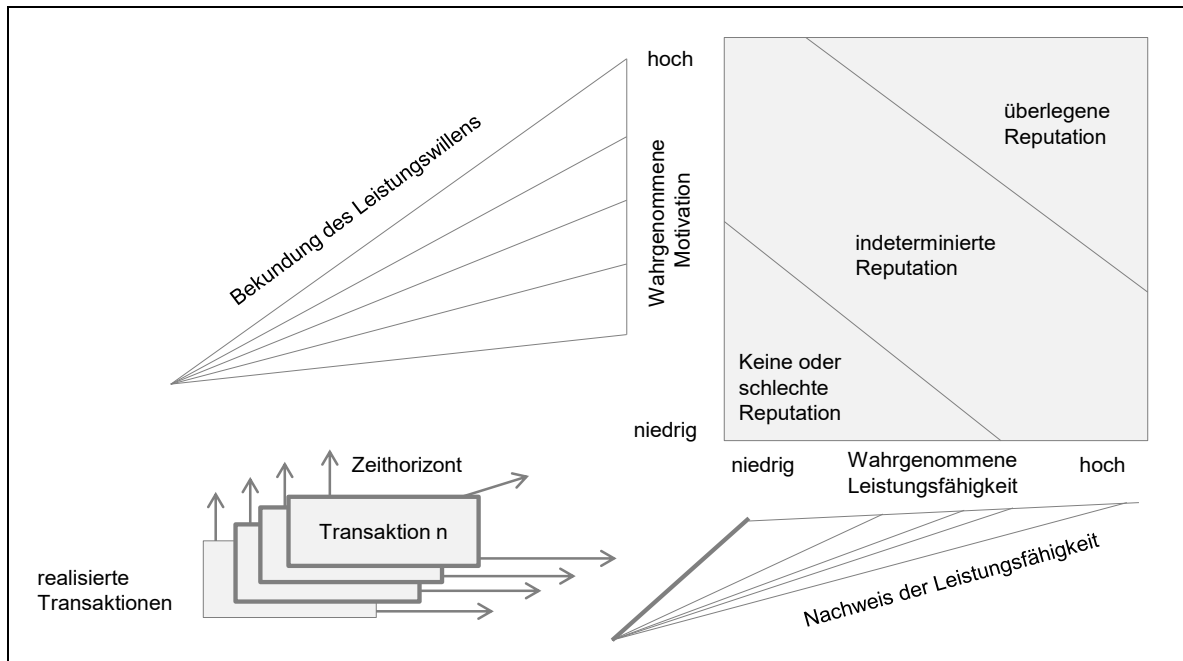 hoch
Bekundung des Leistungswillens
Wahrgenommene
Motivation
überlegene
Reputation
indeterminierte
Reputation
Keine oder
schlechte
Reputation
niedrig
niedrig
Wahrgenommene
Leistungsfähigkeit
hoch
Zeithorizont
Transaktion n
realisierte
Transaktionen
Nachweis der Leistungsfähigkeit